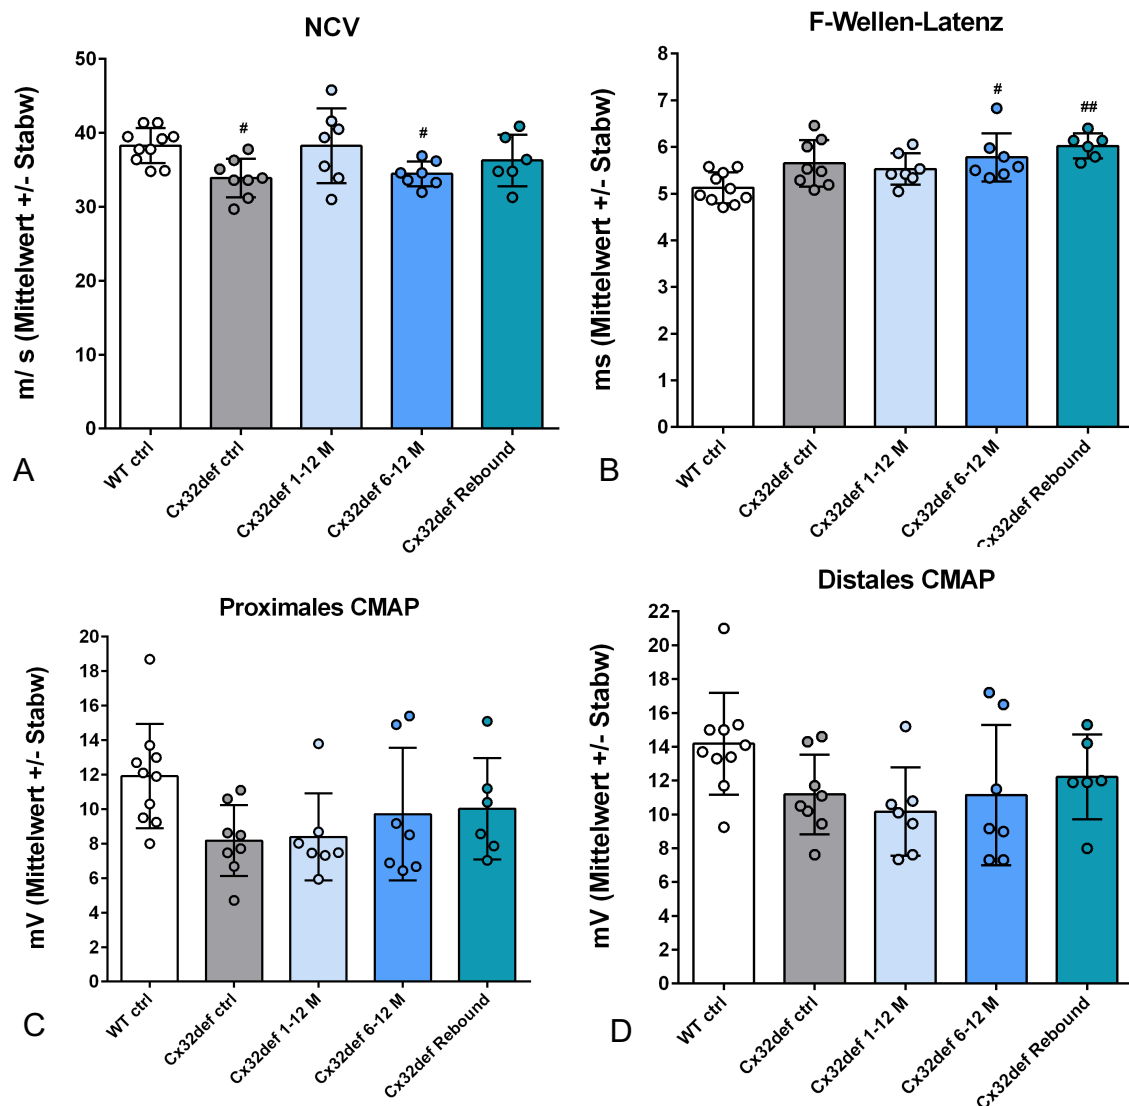 NCV
m/ s (Mittelwert +/- Stabw)
50
40
30
20
10
0
#
#
WT ctrl
Cx32def ctrl
Cx32def 1-12 M
Cx32def 6-12 M
Cx32def Rebound
A
F-Wellen-Latenz
ms (Mittelwert +/- Stabw)
8
7
6
5
4
3
2
1
0
#
##
WT ctrl
Cx32def ctrl
Cx32def 1-12 M
Cx32def 6-12 M
Cx32def Rebound
B
Proximales CMAP
mV (Mittelwert +/- Stabw)
20
18
16
14
12
10
8
6
4
2
0
WT ctrl
Cx32def ctrl
Cx32def 1-12 M
Cx32def 6-12 M
Cx32def Rebound
C
Distales CMAP
mV (Mittelwert +/- Stabw)
22
20
18
16
14
12
10
8
6
4
2
0
WT ctrl
Cx32def ctrl
Cx32def 1-12 M
Cx32def 6-12 M
Cx32def Rebound
D